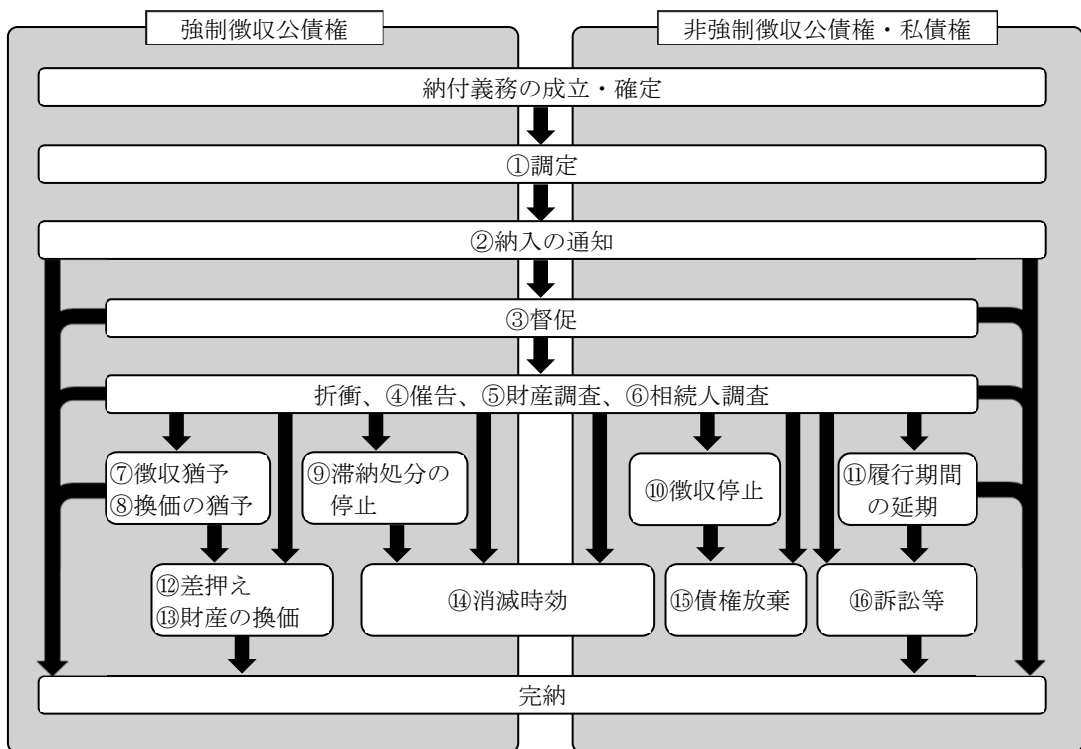 強制徴収公債権
非強制徴収公債権・私債権
納付義務の成立・確定
①調定
②納入の通知
③督促
折衝、④催告、⑤財産調査、⑥相続人調査
⑦徴収猶予
⑧換価の猶予
⑨滞納処分の
停止
⑩徴収停止
⑪履行期間
の延期
⑫差押え
⑬財産の換価
⑭消滅時効
⑮債権放棄
⑯訴訟等
完納